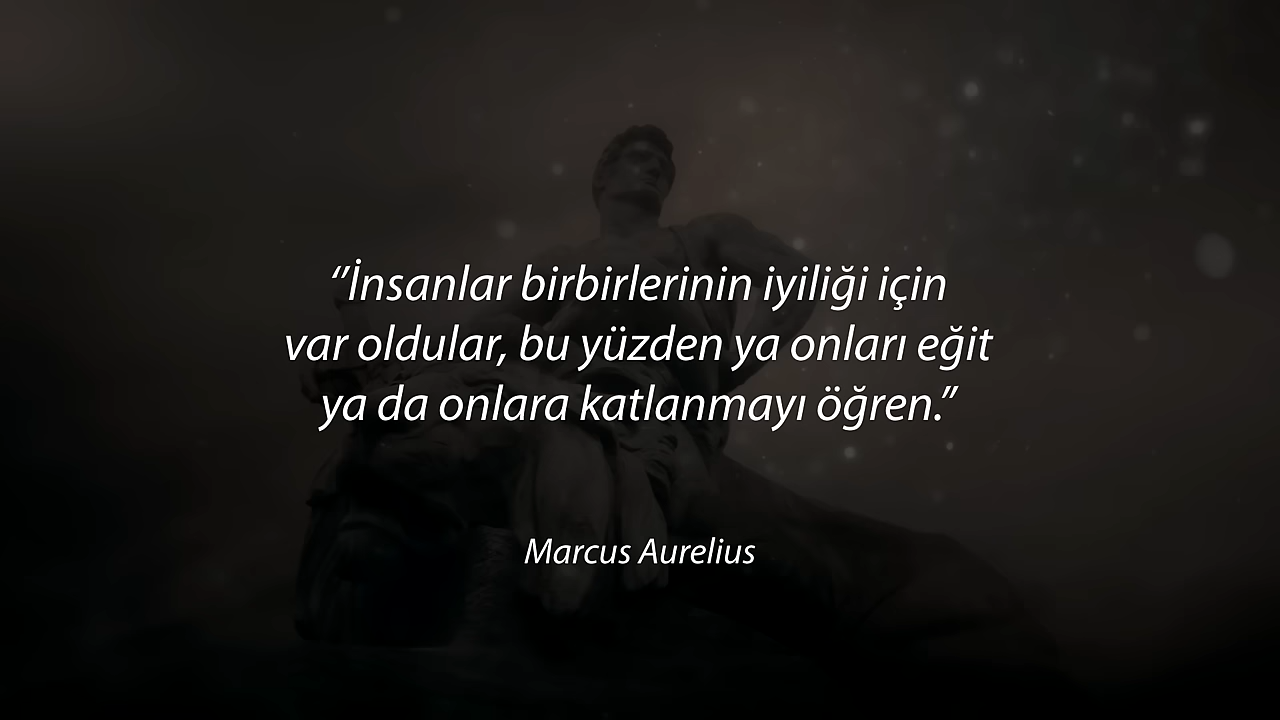 “İnsanlar birbirlerinin iyiliği için
var oldular, bu yüzden ya onları eğit
ya da onlara katlanmayı öğren.”
Marcus Aurelius